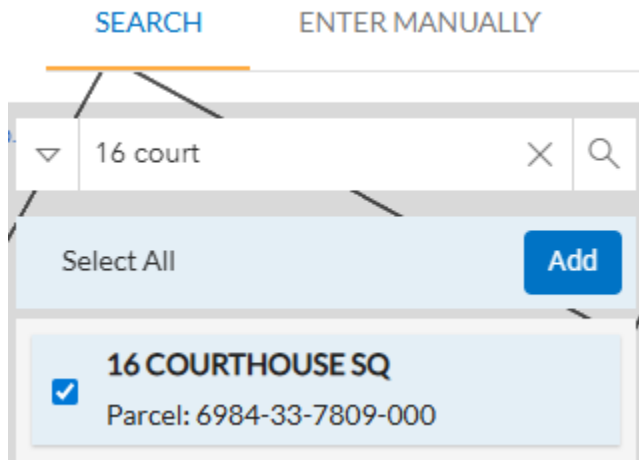 SEARCH ENTER MANUALLY
16 court
Select All Add
16 COURTHOUSE SQ
Parcel: 6984-33-7809-000